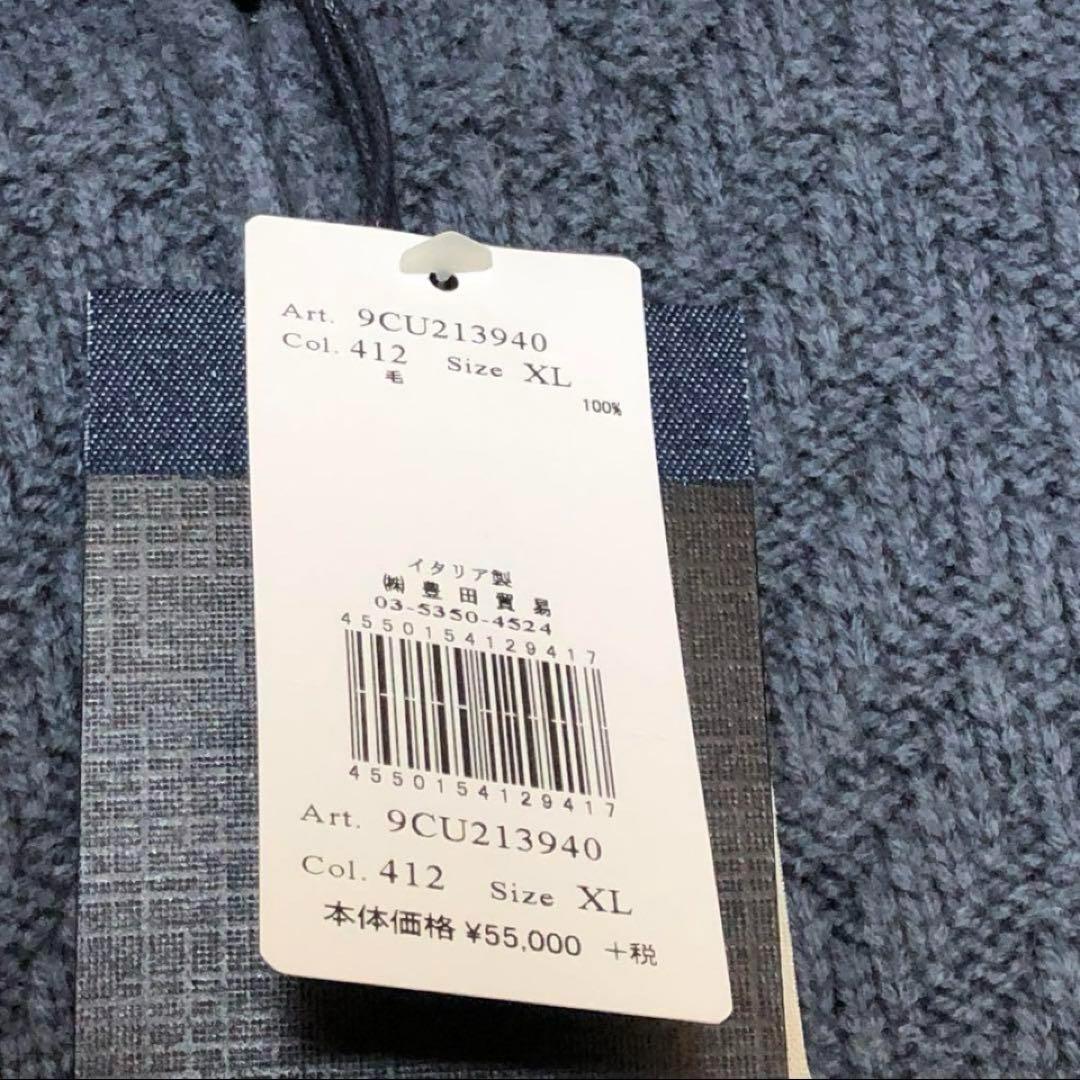 Art. 9CU213940
Col. 412 Size XL
毛
100%
イタリア製
㈱ 豊田貿易
03-5350-4524
4550154129417
4550154129417
Art. 9CU213940
Col. 412 Size XL
本体価格 ¥55,000 +税